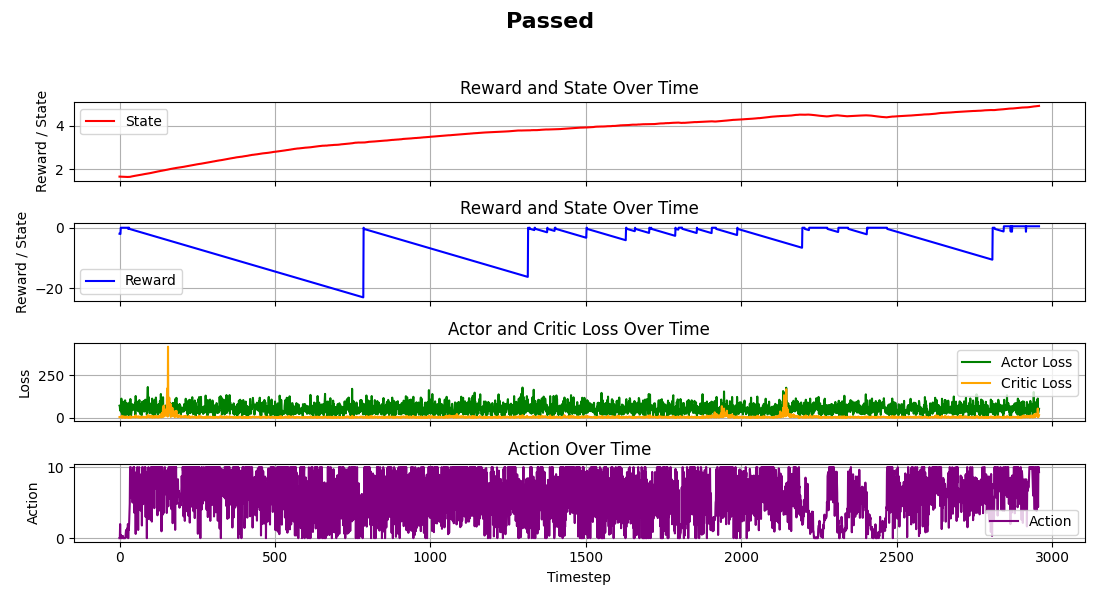 Passed
Reward and State Over Time
Reward / State
4
2
State
Reward and State Over Time
Reward / State
0
−20
Reward
Actor and Critic Loss Over Time
Loss
250
0
Actor Loss
Critic Loss
Action Over Time
Action
10
0
Action
0 500 1000 1500 2000 2500 3000
Timestep